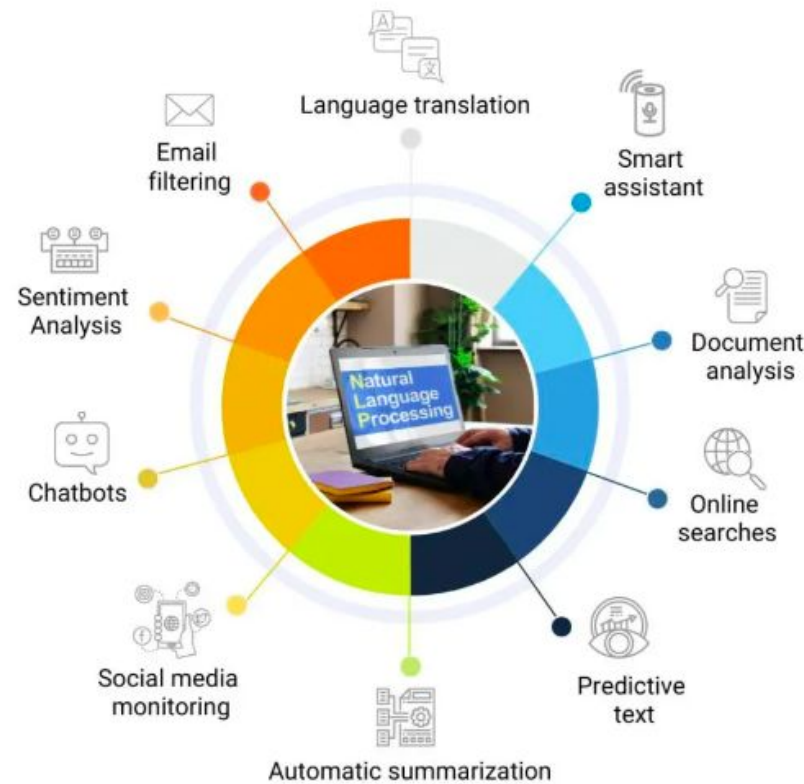 Language translation
Smart
assistant
Document
analysis
Online
searches
Predictive
text
Automatic summarization
Social media
monitoring
Chatbots
Sentiment
Analysis
Email
filtering
Natural
Language
Processing
A
文